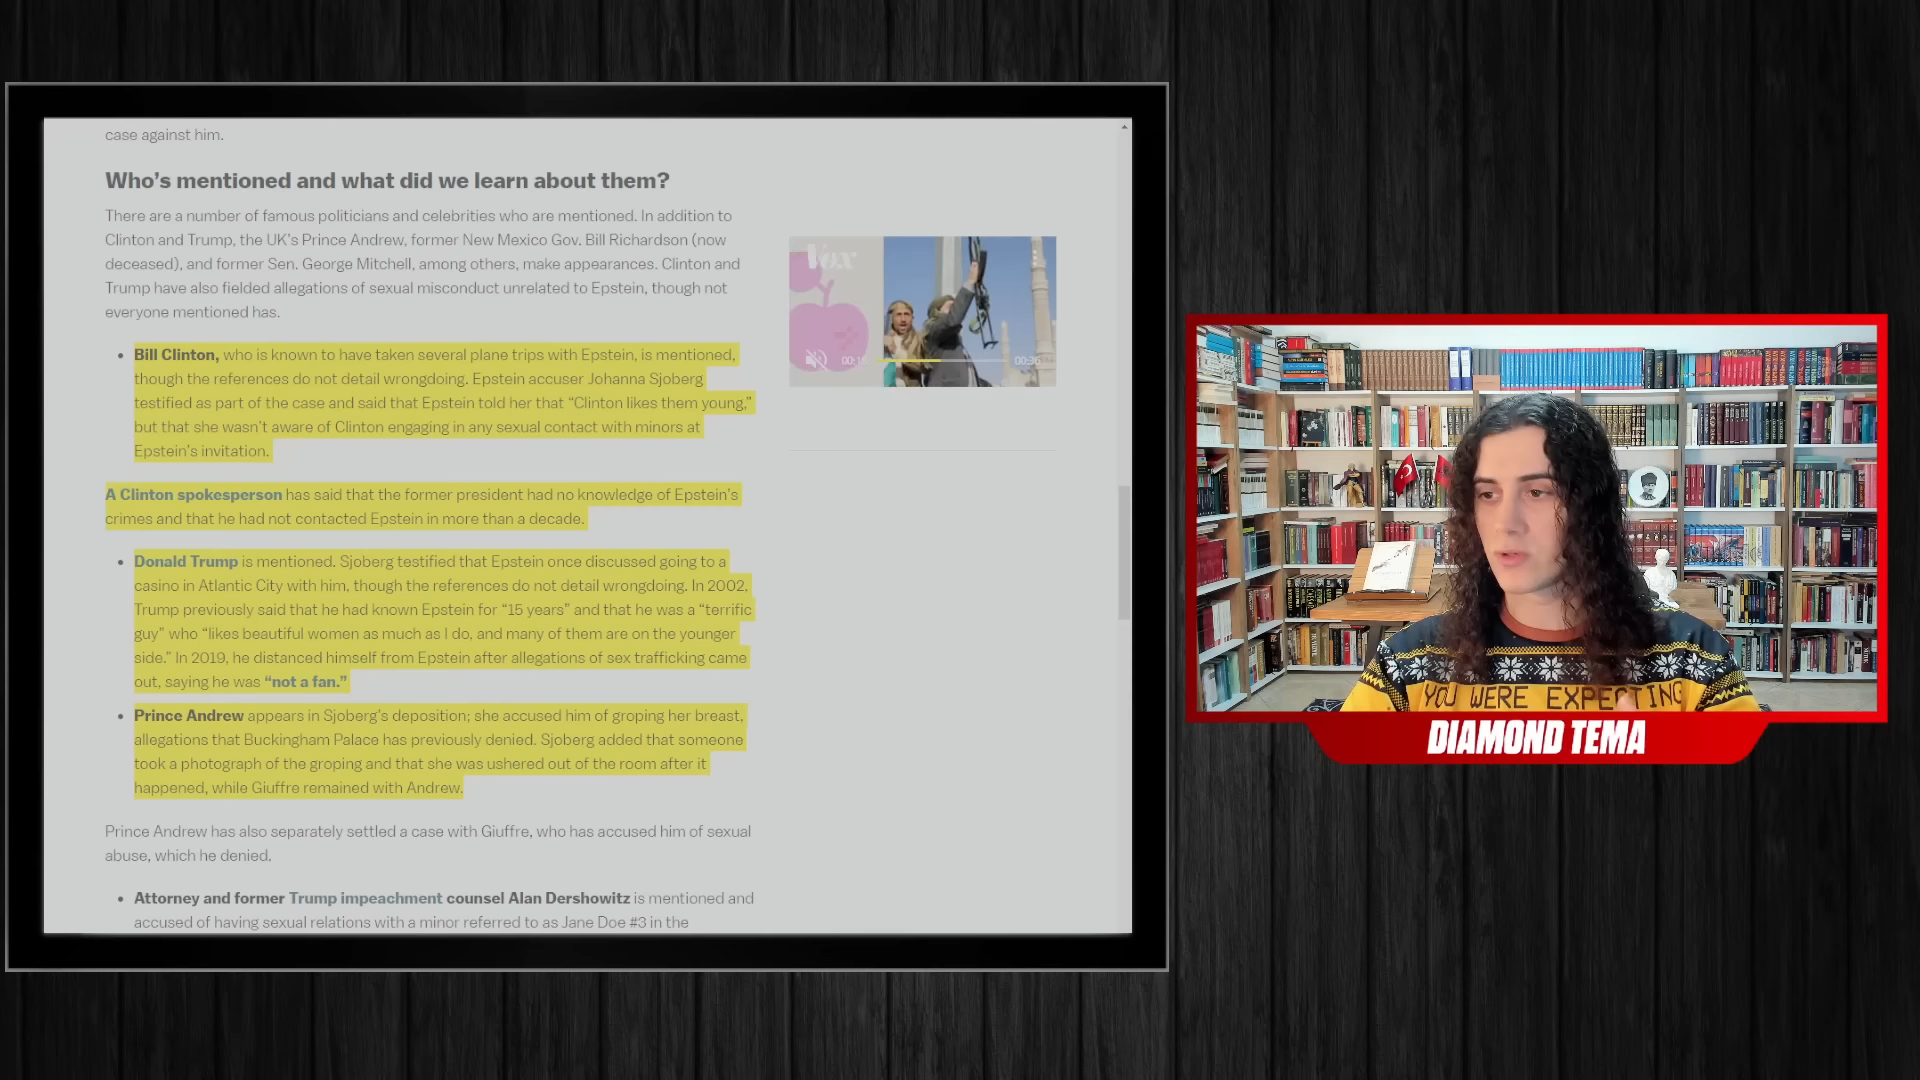 case against him.
Who's mentioned and what did we learn about them?
There are a number of famous politicians and celebrities who are mentioned. In addition to
Clinton and Trump, the UK's Prince Andrew, former New Mexico Gov. Bill Richardson (now
deceased), and former Sen. George Mitchell, among others, make appearances. Clinton and
Trump have also fielded allegations of sexual misconduct unrelated to Epstein, though not
everyone mentioned has.
• Bill Clinton, who is known to have taken several plane trips with Epstein, is mentioned,
though the references do not detail wrongdoing. Epstein accuser Johanna Sjoberg
testified as part of the case and said that Epstein told her that “Clinton likes them young,”
but that she wasn't aware of Clinton engaging in any sexual contact with minors at
Epstein's invitation.
A Clinton spokesperson has said that the former president had no knowledge of Epstein's
crimes and that he had not contacted Epstein in more than a decade.
• Donald Trump is mentioned. Sjoberg testified that Epstein once discussed going to a
casino in Atlantic City with him, though the references do not detail wrongdoing. In 2002,
Trump previously said that he had known Epstein for “15 years” and that he was a “terrific
guy” who “likes beautiful women as much as I do, and many of them are on the younger
side.” In 2019, he distanced himself from Epstein after allegations of sex trafficking came
out, saying he was “not a fan.”
• Prince Andrew appears in Sjoberg's deposition; she accused him of groping her breast,
allegations that Buckingham Palace has previously denied. Sjoberg added that someone
took a photograph of the groping and that she was ushered out of the room after it
happened, while Giuffre remained with Andrew.
Prince Andrew has also separately settled a case with Giuffre, who has accused him of sexual
abuse, which he denied.
• Attorney and former Trump impeachment counsel Alan Dershowitz is mentioned and
accused of having sexual relations with a minor referred to as Jane Doe #3 in the
Vox
YOU WERE EXPECTING
DIAMOND TEMA